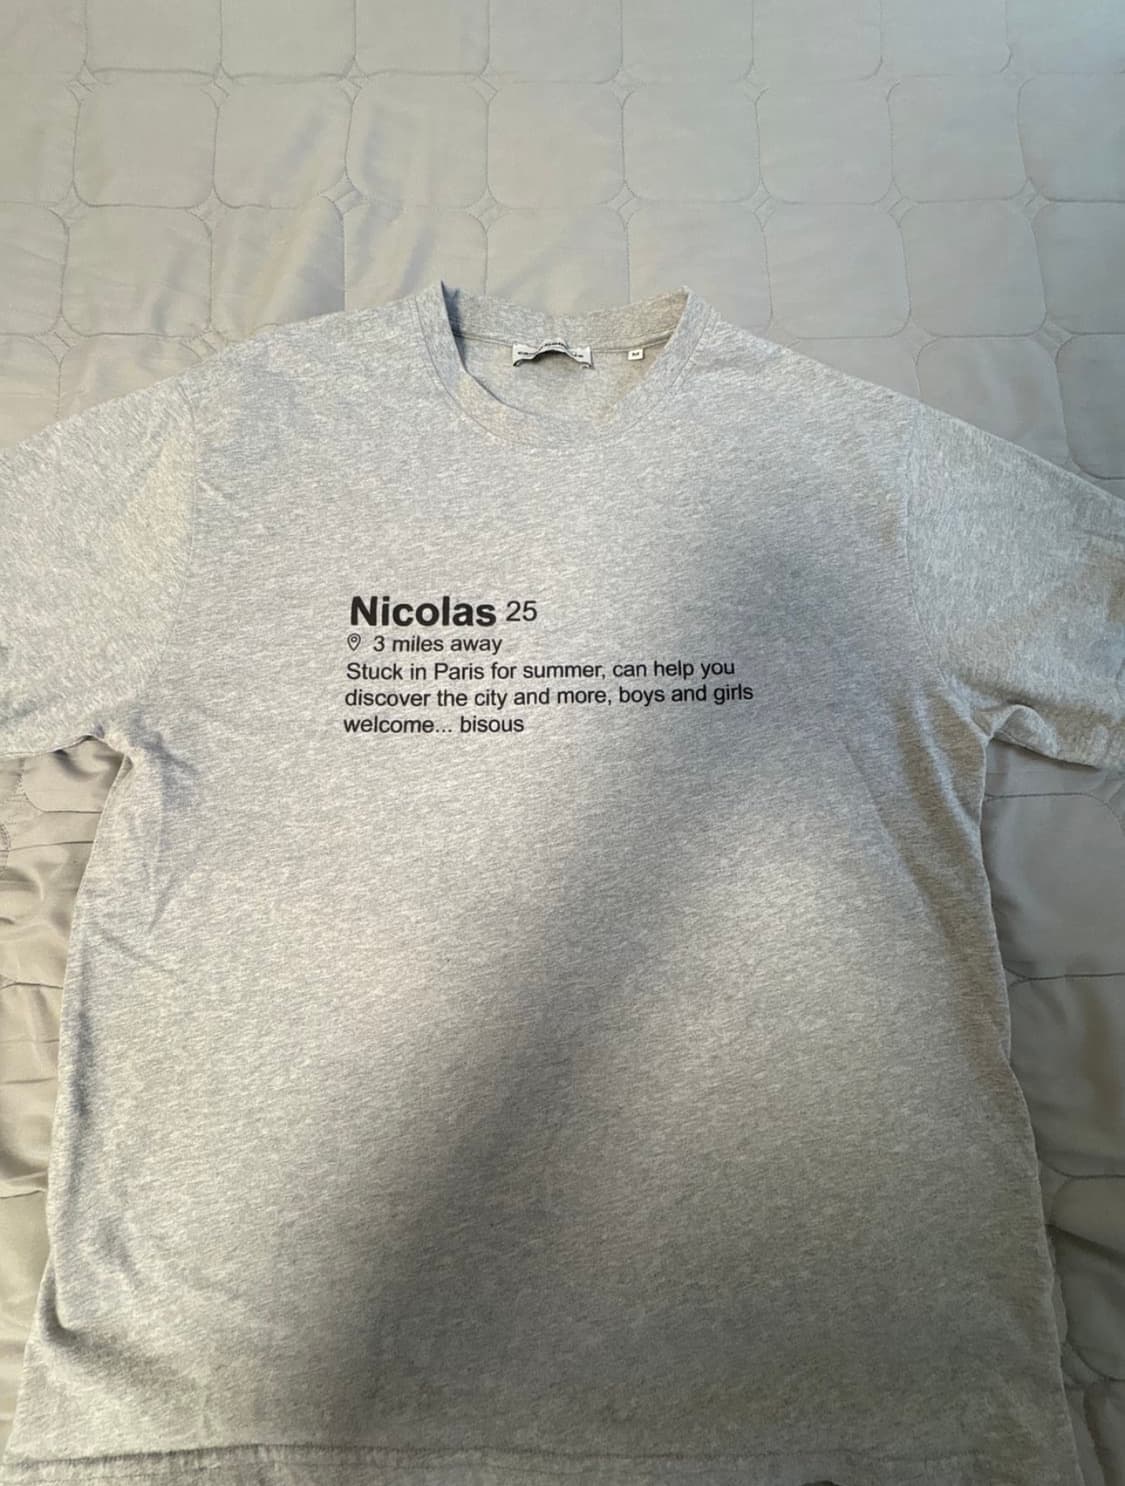 M
Nicolas 25
3 miles away
Stuck in Paris for summer, can help you
discover the city and more, boys and girls
welcome... bisous